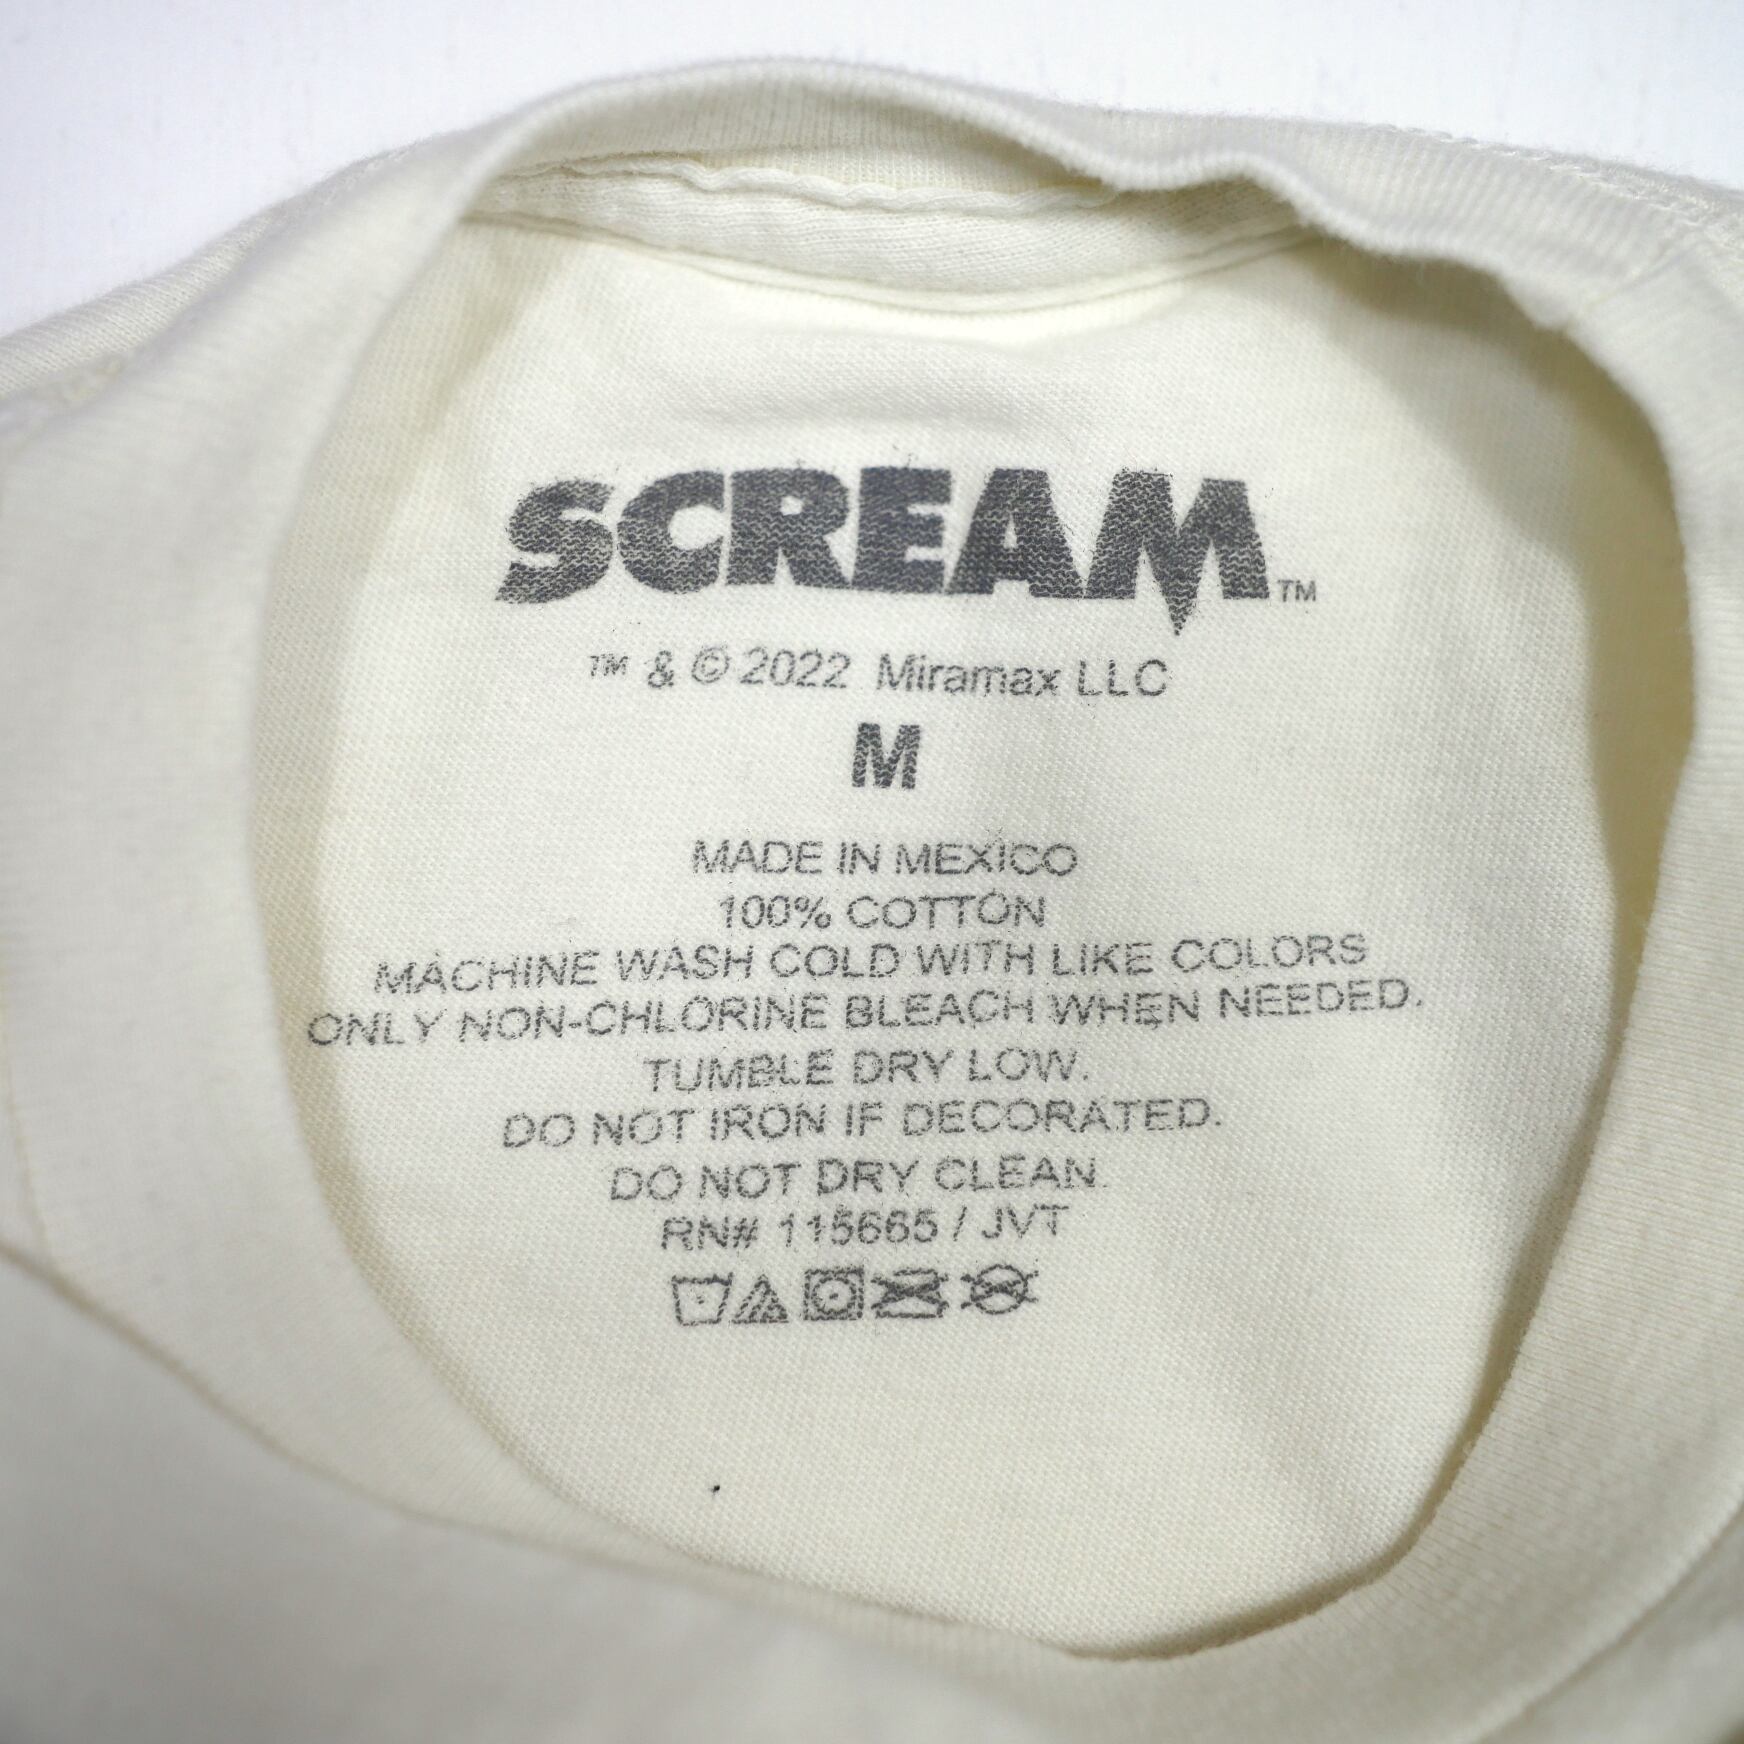 SCREAM™
™ & © 2022 Miramax LLC
M
MADE IN MEXICO
100% COTTON
MACHINE WASH COLD WITH LIKE COLORS
ONLY NON-CHLORINE BLEACH WHEN NEEDED.
TUMBLE DRY LOW.
DO NOT IRON IF DECORATED.
DO NOT DRY CLEAN.
RN# 115665 / JVT